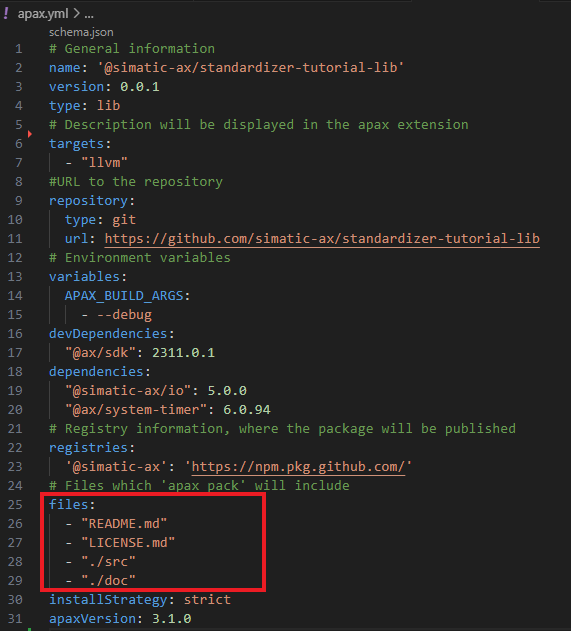 ! apax.yml > ...
schema.json
1 # General information
2 name: '@simatic-ax/standardizer-tutorial-lib'
3 version: 0.0.1
4 type: lib
5 # Description will be displayed in the apax extension
6 targets:
7 - "llvm"
8 #URL to the repository
9 repository:
10 type: git
11 url: https://github.com/simatic-ax/standardizer-tutorial-lib
12 # Environment variables
13 variables:
14 APAX_BUILD_ARGS:
15 - --debug
16 devDependencies:
17 "@ax/sdk": 2311.0.1
18 dependencies:
19 "@simatic-ax/io": 5.0.0
20 "@ax/system-timer": 6.0.94
21 # Registry information, where the package will be published
22 registries:
23 '@simatic-ax': 'https://npm.pkg.github.com/'
24 # Files which 'apax pack' will include
25 files:
26 - "README.md"
27 - "LICENSE.md"
28 - "./src"
29 - "./doc"
30 installStrategy: strict
31 apaxVersion: 3.1.0